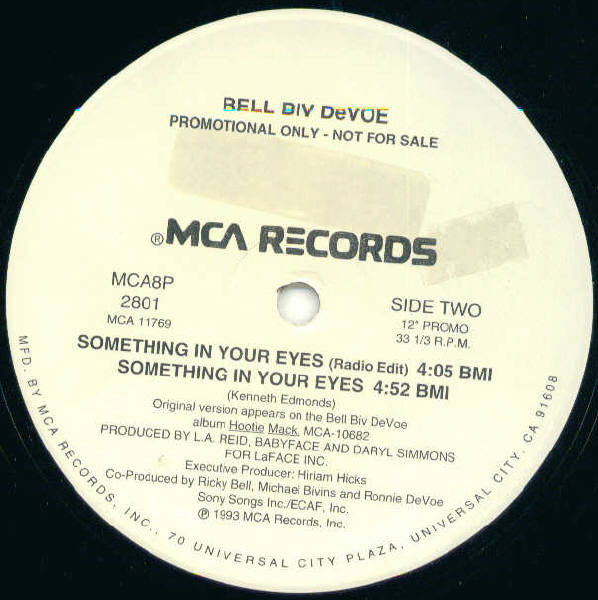 BELL BIV DeVOE
PROMOTIONAL ONLY - NOT FOR SALE
®MCA RECORDS
MCA8P
2801
MCA 11769
SIDE TWO
12" PROMO
33 1/3 R.P.M.
SOMETHING IN YOUR EYES (Radio Edit) 4:05 BMI
SOMETHING IN YOUR EYES 4:52 BMI
(Kenneth Edmonds)
Original version appears on the Bell Biv DeVoe
album Hootie Mack, MCA-10682
PRODUCED BY L.A. REID, BABYFACE AND DARYL SIMMONS
FOR LaFACE INC.
Executive Producer: Hiriam Hicks
Co-Produced by Ricky Bell, Michael Bivins and Ronnie DeVoe
Sony Songs Inc./ECAF, Inc.
℗ 1993 MCA Records, Inc.
MFD. BY MCA RECORDS, INC., 70 UNIVERSAL CITY PLAZA, UNIVERSAL CITY, CA 91608